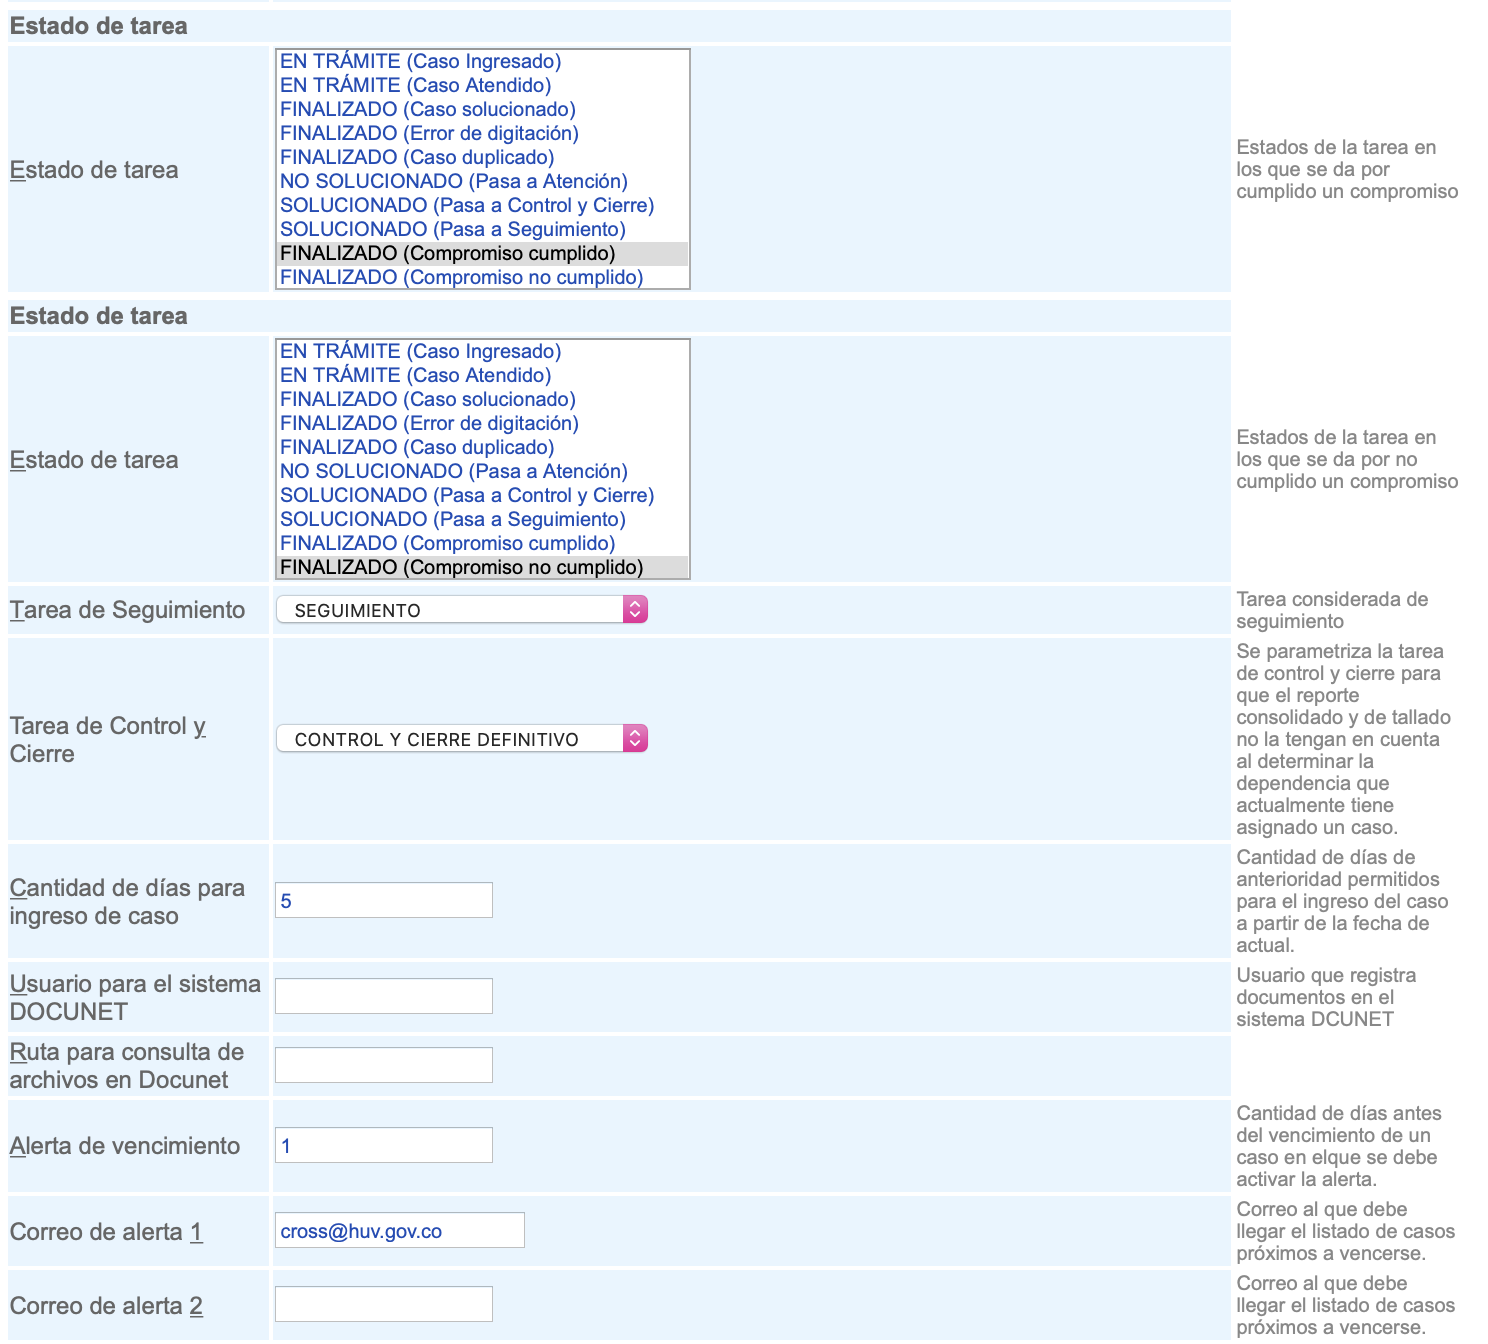 Estado de tarea
Estado de tarea
EN TRÁMITE (Caso Ingresado)
EN TRÁMITE (Caso Atendido)
FINALIZADO (Caso solucionado)
FINALIZADO (Error de digitación)
FINALIZADO (Caso duplicado)
NO SOLUCIONADO (Pasa a Atención)
SOLUCIONADO (Pasa a Control y Cierre)
SOLUCIONADO (Pasa a Seguimiento)
FINALIZADO (Compromiso cumplido)
FINALIZADO (Compromiso no cumplido)
Estados de la tarea en
los que se da por
cumplido un compromiso
Estado de tarea
Estado de tarea
EN TRÁMITE (Caso Ingresado)
EN TRÁMITE (Caso Atendido)
FINALIZADO (Caso solucionado)
FINALIZADO (Error de digitación)
FINALIZADO (Caso duplicado)
NO SOLUCIONADO (Pasa a Atención)
SOLUCIONADO (Pasa a Control y Cierre)
SOLUCIONADO (Pasa a Seguimiento)
FINALIZADO (Compromiso cumplido)
FINALIZADO (Compromiso no cumplido)
Estados de la tarea en
los que se da por no
cumplido un compromiso
Tarea de Seguimiento
SEGUIMIENTO
Tarea considerada de
seguimiento
Tarea de Control y
Cierre
CONTROL Y CIERRE DEFINITIVO
Se parametriza la tarea
de control y cierre para
que el reporte
consolidado y de tallado
no la tengan en cuenta
al determinar la
dependencia que
actualmente tiene
asignado un caso.
Cantidad de días para
ingreso de caso
5
Cantidad de días de
anterioridad permitidos
para el ingreso del caso
a partir de la fecha de
actual.
Usuario para el sistema
DOCUNET
Usuario que registra
documentos en el
sistema DCUNET
Ruta para consulta de
archivos en Docunet
Alerta de vencimiento
1
Cantidad de días antes
del vencimiento de un
caso en elque se debe
activar la alerta.
Correo de alerta 1
cross@huv.gov.co
Correo al que debe
llegar el listado de casos
próximos a vencerse.
Correo de alerta 2
Correo al que debe
llegar el listado de casos
próximos a vencerse.